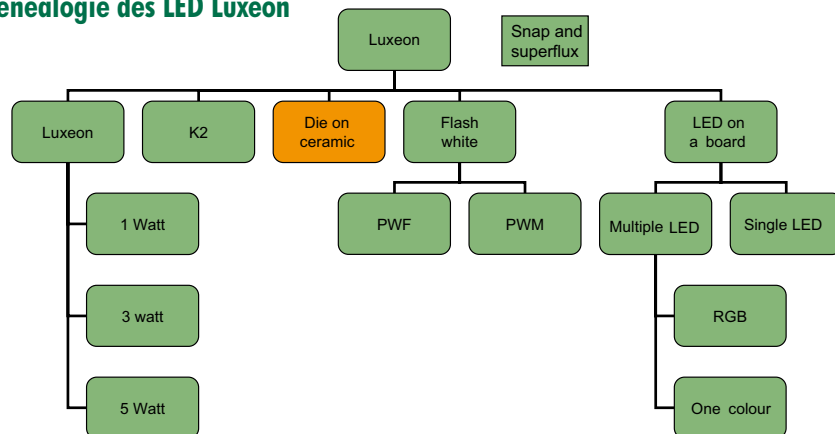 énéalogie des LED Luxeon
Luxeon
Snap and
superflux
Luxeon
K2
Die on
ceramic
Flash
white
LED on
a board
1 Watt
PWF
PWM
Multiple LED
Single LED
3 watt
RGB
5 Watt
One colour